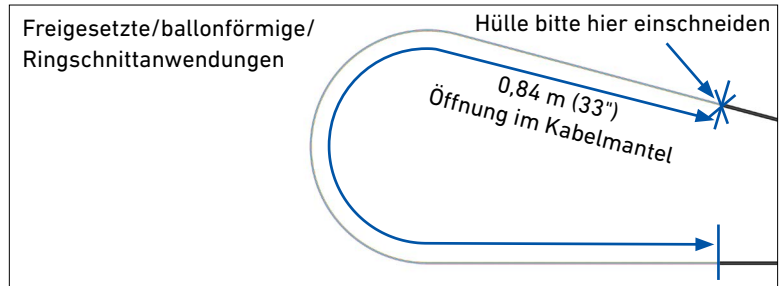 Freigesetzte/ballonförmige/
Ringschnittanwendungen
Hülle bitte hier einschneiden
0,84 m (33")
Öffnung im Kabelmantel